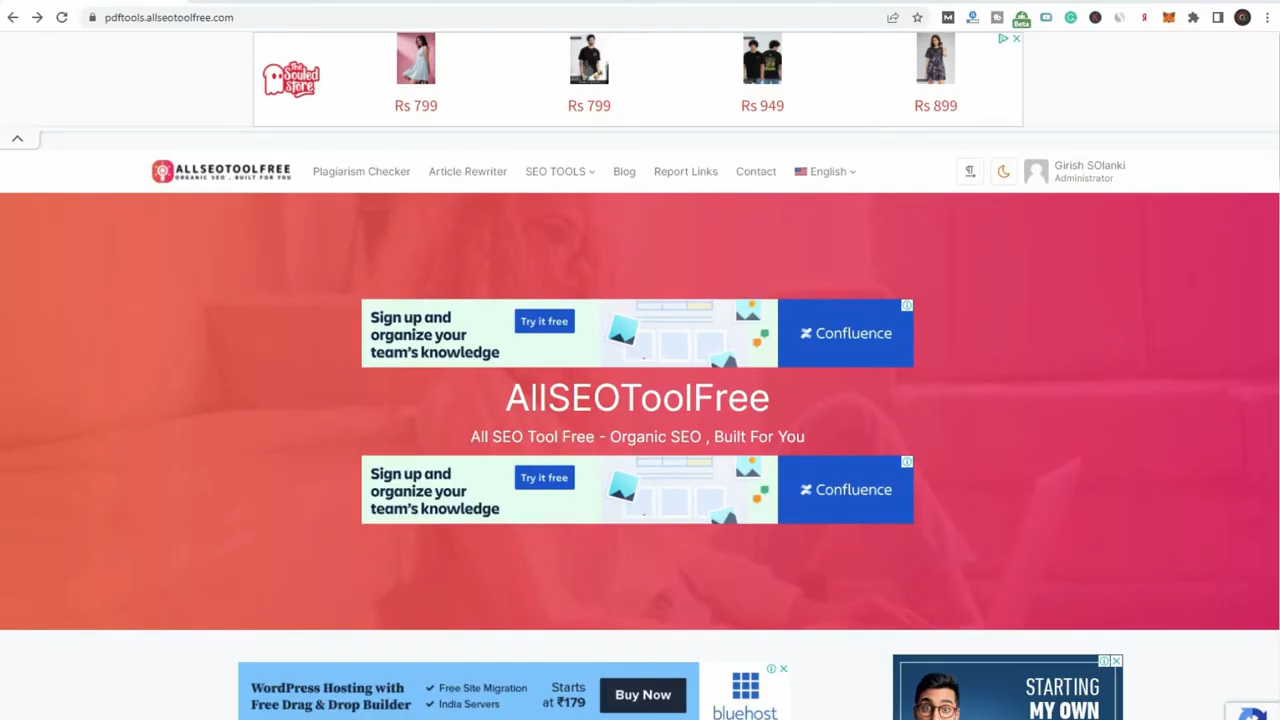 pdftools.allseotoolfree.com
Beta
The
Souled
Store
Rs 799
Rs 799
Rs 949
Rs 899
ALLSEOTOOLFREE
ORGANIC SEO , BUILT FOR YOU
Plagiarism Checker
Article Rewriter
SEO TOOLS
Blog
Report Links
Contact
English
Girish SOlanki
Administrator
Sign up and
organize your
team's knowledge
Try it free
Confluence
AllSEOToolFree
All SEO Tool Free - Organic SEO , Built For You
Sign up and
organize your
team's knowledge
Try it free
Confluence
WordPress Hosting with
Free Drag & Drop Builder
Free Site Migration
India Servers
Starts
at ₹179
Buy Now
bluehost
STARTING
MY OWN